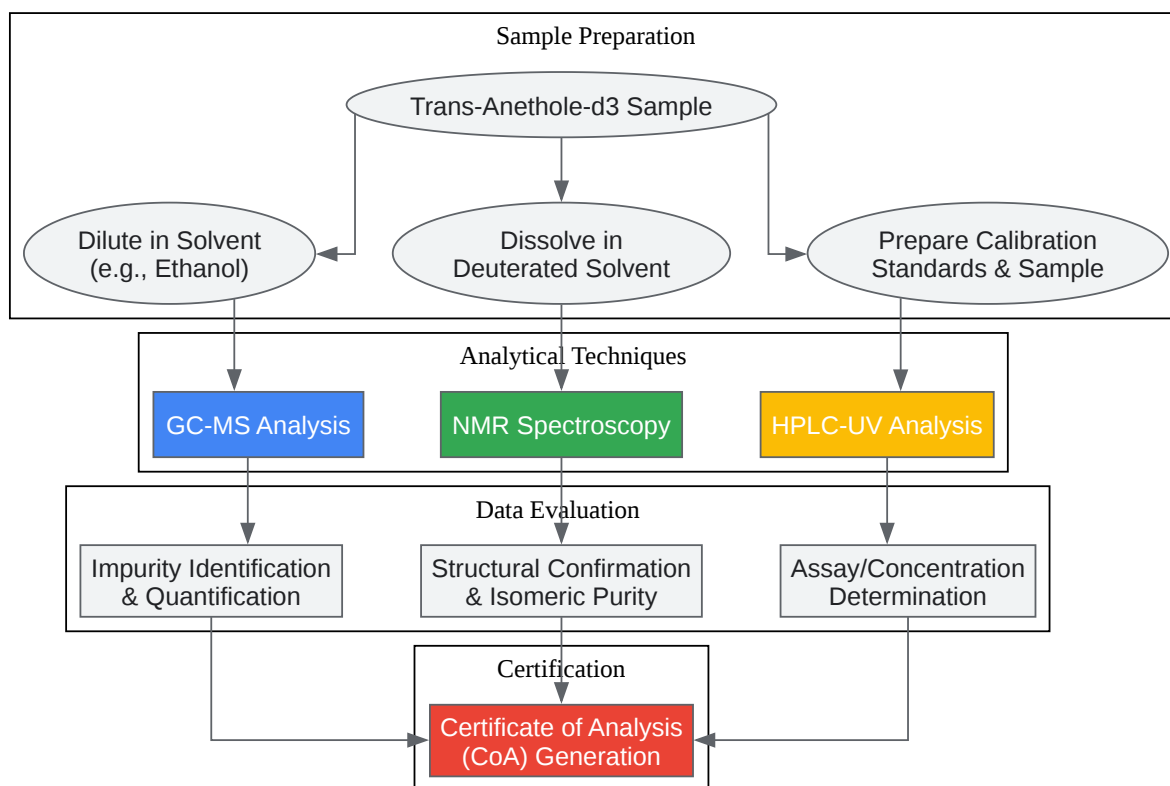 Sample Preparation
Trans-Anethole-d3 Sample
Dilute in Solvent
(e.g., Ethanol)
Dissolve in
Deuterated Solvent
Prepare Calibration
Standards & Sample
Analytical Techniques
GC-MS Analysis
NMR Spectroscopy
HPLC-UV Analysis
Data Evaluation
Impurity Identification
& Quantification
Structural Confirmation
& Isomeric Purity
Assay/Concentration
Determination
Certification
Certificate of Analysis
(CoA) Generation